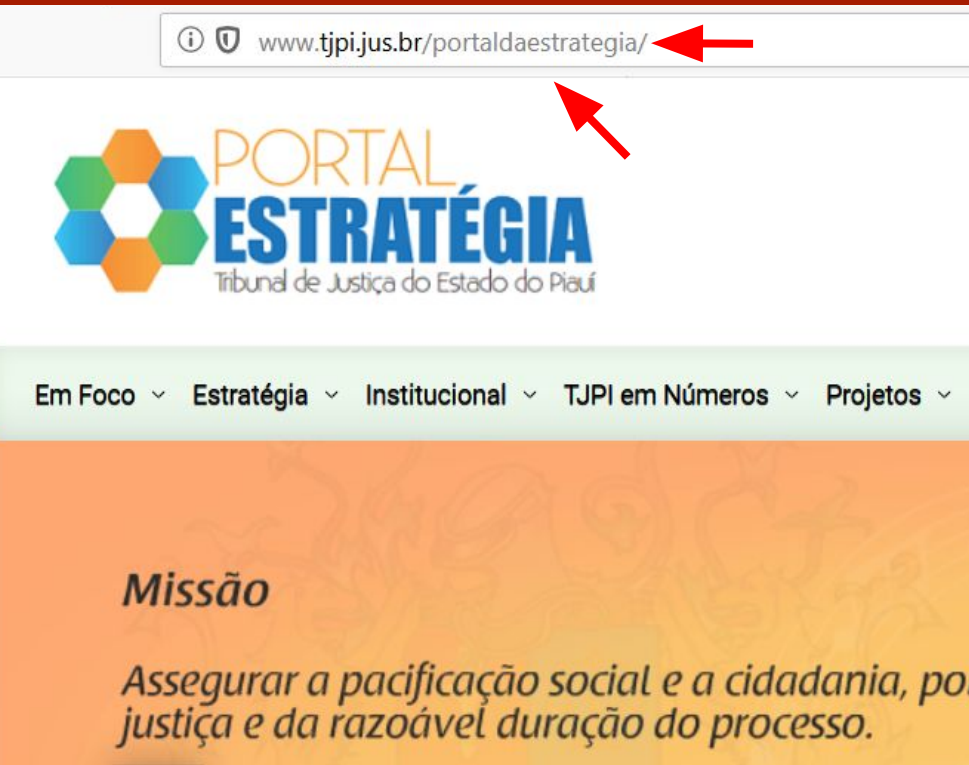 www.tjpi.jus.br/portaldaestrategia/
PORTAL
ESTRATÉGIA
Tribunal de Justiça do Estado do Piauí
Em Foco Estratégia Institucional TJPI em Números Projetos
Missão
Assegurar a pacificação social e a cidadania, por
justiça e da razoável duração do processo.